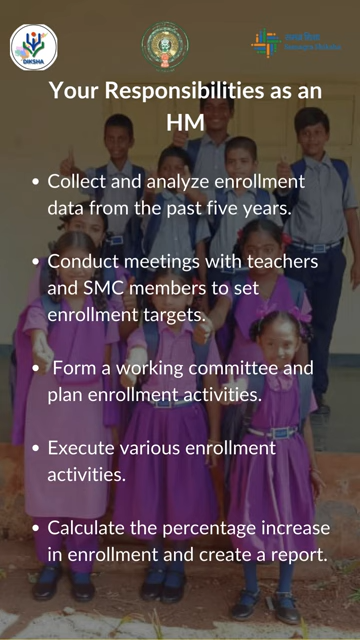 DIKSHA
Your Responsibilities as an
HM
• Collect and analyze enrollment
data from the past five years.
• Conduct meetings with teachers
and SMC members to set
enrollment targets.
• Form a working committee and
plan enrollment activities.
• Execute various enrollment
activities.
• Calculate the percentage increase
in enrollment and create a report.